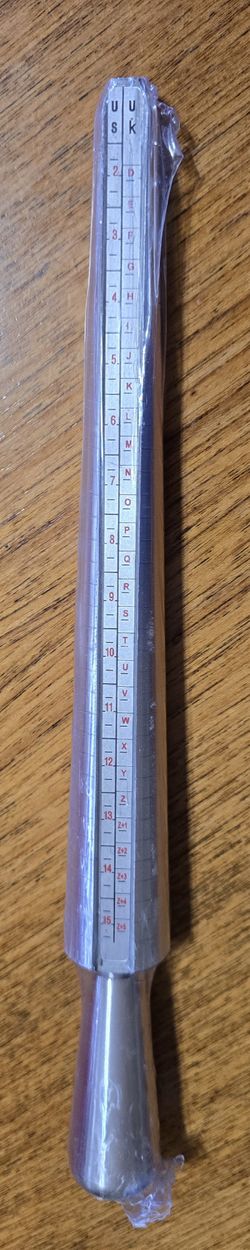 U U
S K
2 D
E
3 F
G
4 H
I
5 J
K
6 L
M
7 N
O
8 P
Q
9 R
S
10 T
U
11 V
W
12 X
Y
13 Z
Z+1
Z+2
14 Z+3
Z+4
15 Z+5